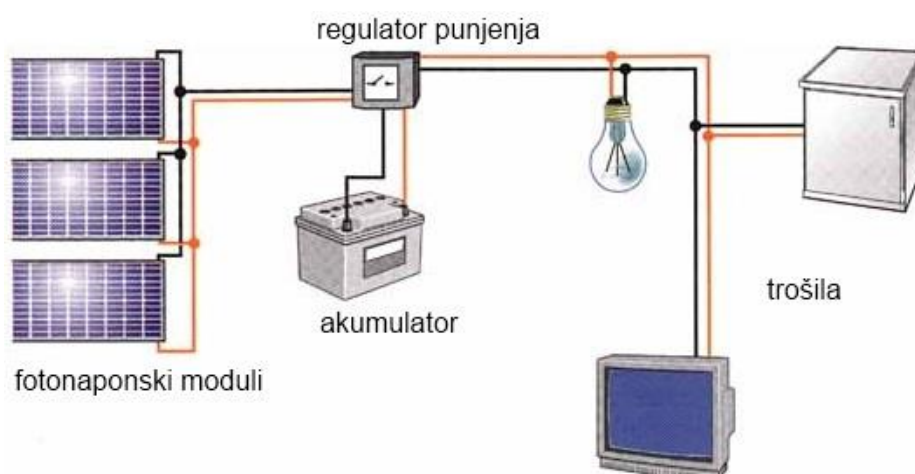 regulator punjenja
akumulator
trošila
fotonaponski moduli